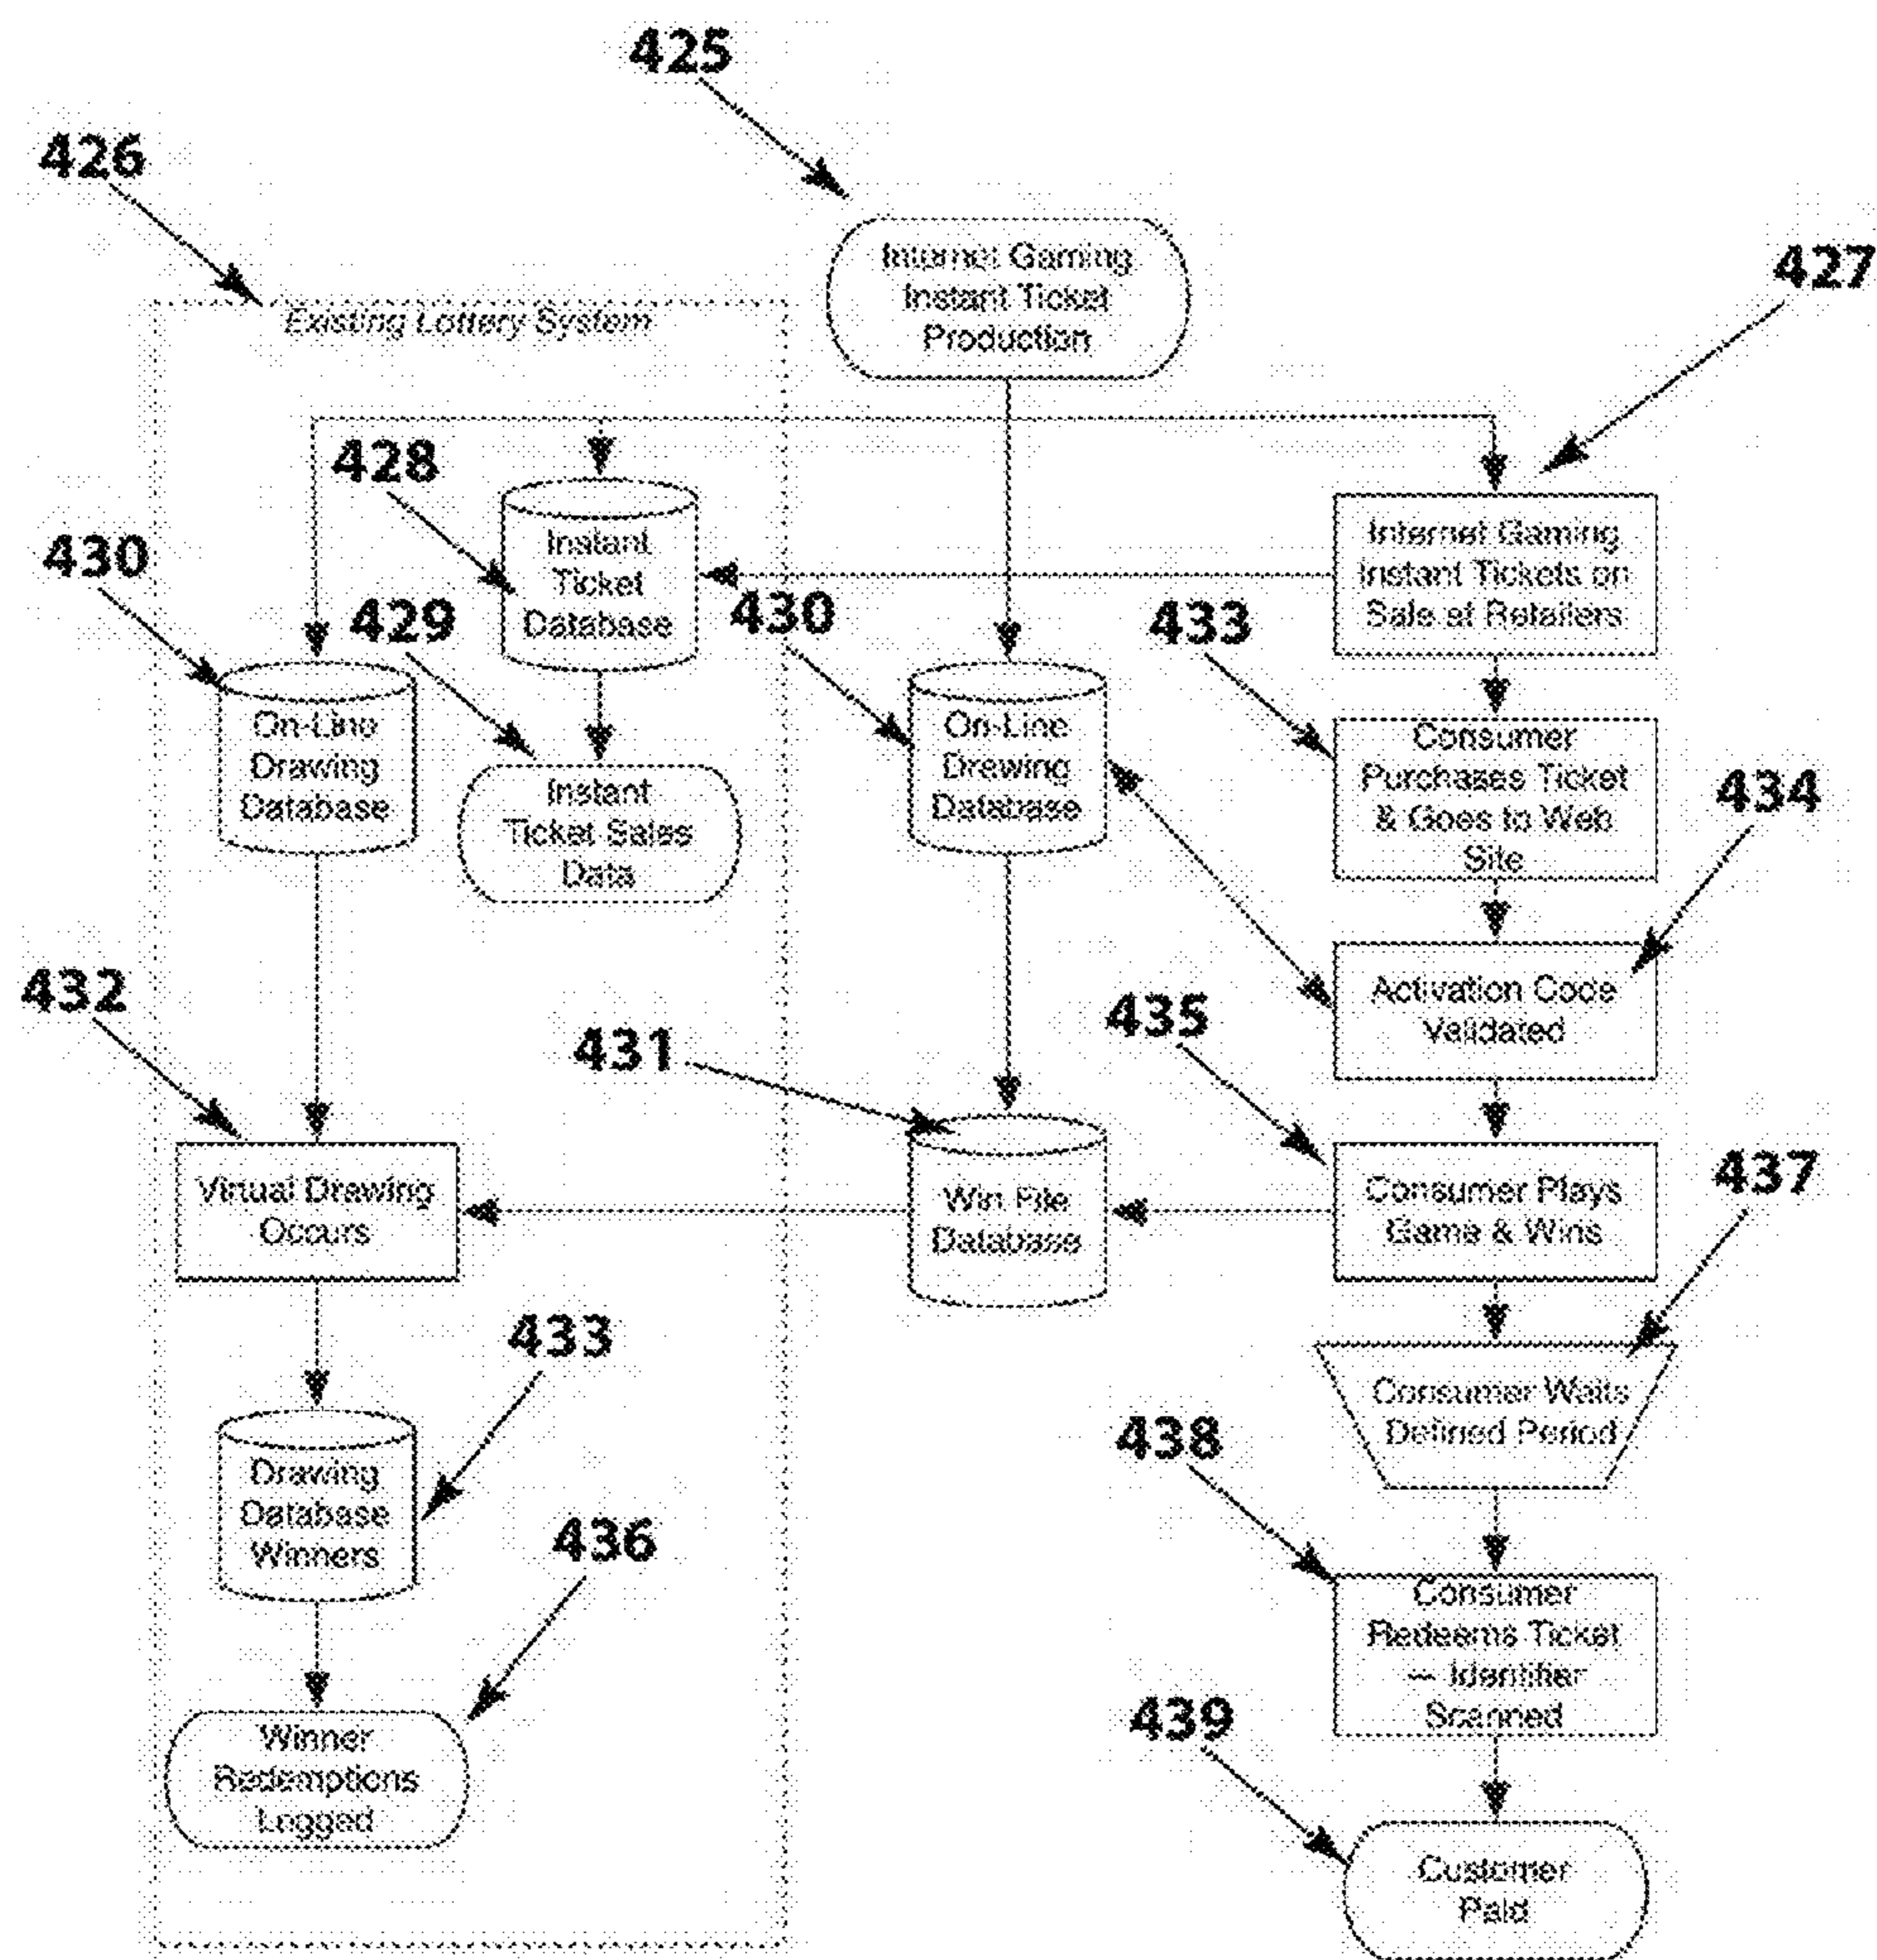 425
426
Internet Gaming
Instant Ticket
Production
427
Existing Lottery System
428
Instant
Ticket
Database
Internet Gaming
Instant Tickets on
Sale at Retailers
430
429
430
433
On-Line
Drawing
Database
Instant
Ticket Sales
Data
On-Line
Drawing
Database
Consumer
Purchases Ticket
& Goes to Web
Site
434
432
431
435
Activation Code
Validated
Virtual Drawing
Occurs
Win File
Database
Consumer Plays
Game & Wins
437
433
Consumer Waits
Defined Period
438
Drawing
Database
Winners
436
Consumer
Redeems Ticket
— Identifier
Scanned
439
Winner
Redemptions
Logged
Customer
Paid